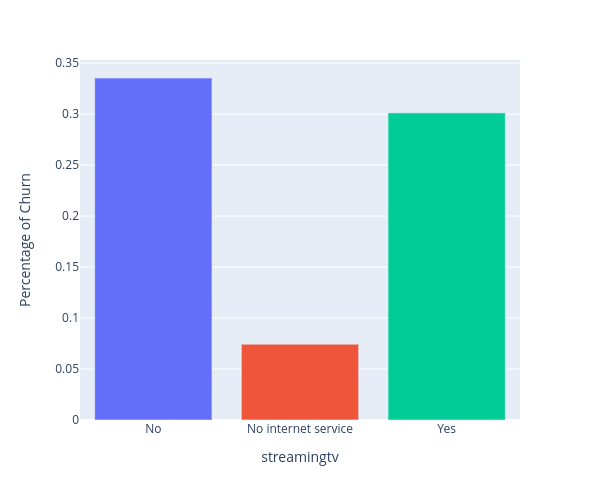 Percentage of Churn
0.35
0.3
0.25
0.2
0.15
0.1
0.05
0
No
No internet service
Yes
streamingtv